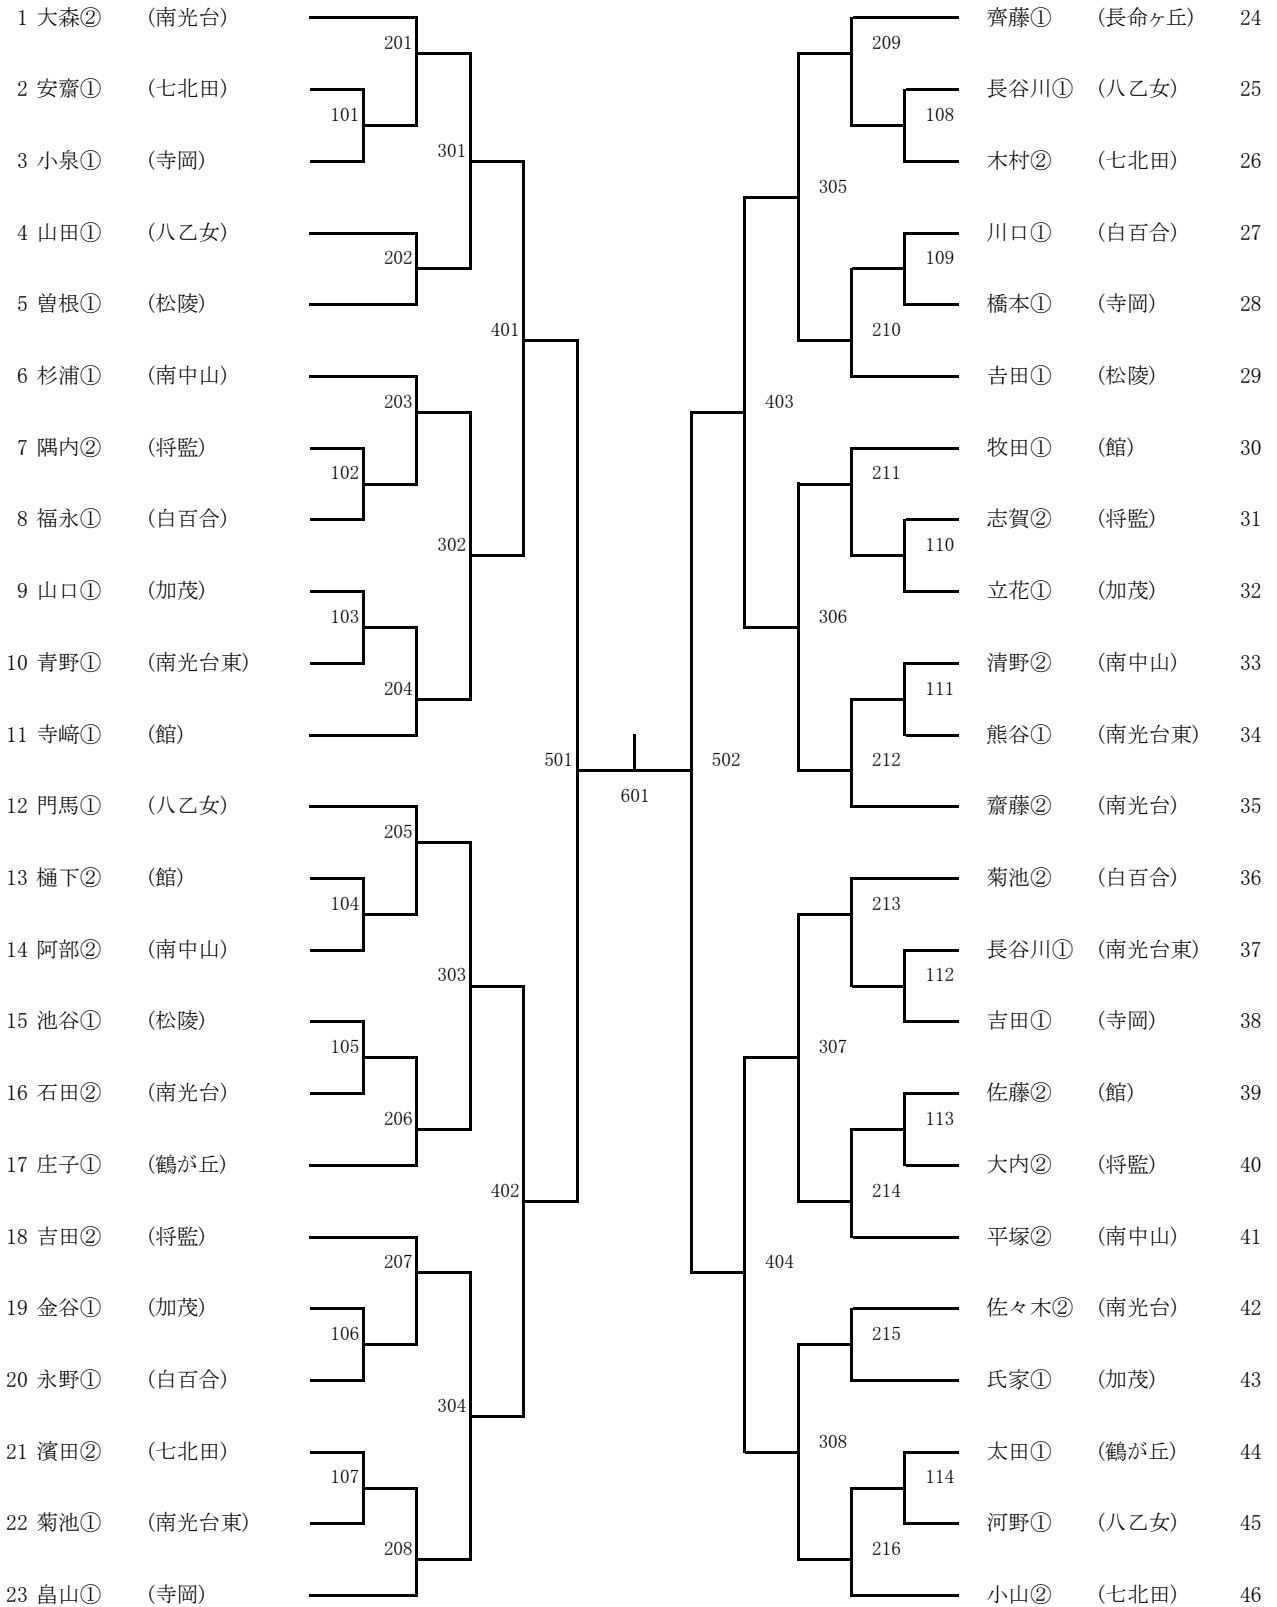 1 大森② (南光台)
201
2 安齋① (七北田)
101
3 小泉① (寺岡)
301
4 山田① (八乙女)
202
5 曽根① (松陵)
401
6 杉浦① (南中山)
203
7 隅内② (将監)
102
8 福永① (白百合)
302
9 山口① (加茂)
103
10 青野① (南光台東)
204
11 寺﨑① (館)
501
12 門馬① (八乙女)
205
13 樋下② (館)
104
14 阿部② (南中山)
303
15 池谷① (松陵)
105
16 石田② (南光台)
206
17 庄子① (鶴が丘)
402
18 吉田② (将監)
207
19 金谷① (加茂)
106
20 永野① (白百合)
304
21 濱田② (七北田)
107
22 菊池① (南光台東)
208
23 畠山① (寺岡)
601
齊藤① (長命ヶ丘) 24
209
長谷川① (八乙女) 25
108
木村② (七北田) 26
305
川口① (白百合) 27
109
橋本① (寺岡) 28
210
𠮷田① (松陵) 29
403
牧田① (館) 30
211
志賀② (将監) 31
110
立花① (加茂) 32
306
清野② (南中山) 33
111
熊谷① (南光台東) 34
502
212
齋藤② (南光台) 35
菊池② (白百合) 36
213
長谷川① (南光台東) 37
112
吉田① (寺岡) 38
307
佐藤② (館) 39
113
大内② (将監) 40
214
平塚② (南中山) 41
404
佐々木② (南光台) 42
215
氏家① (加茂) 43
308
太田① (鶴が丘) 44
114
河野① (八乙女) 45
216
小山② (七北田) 46